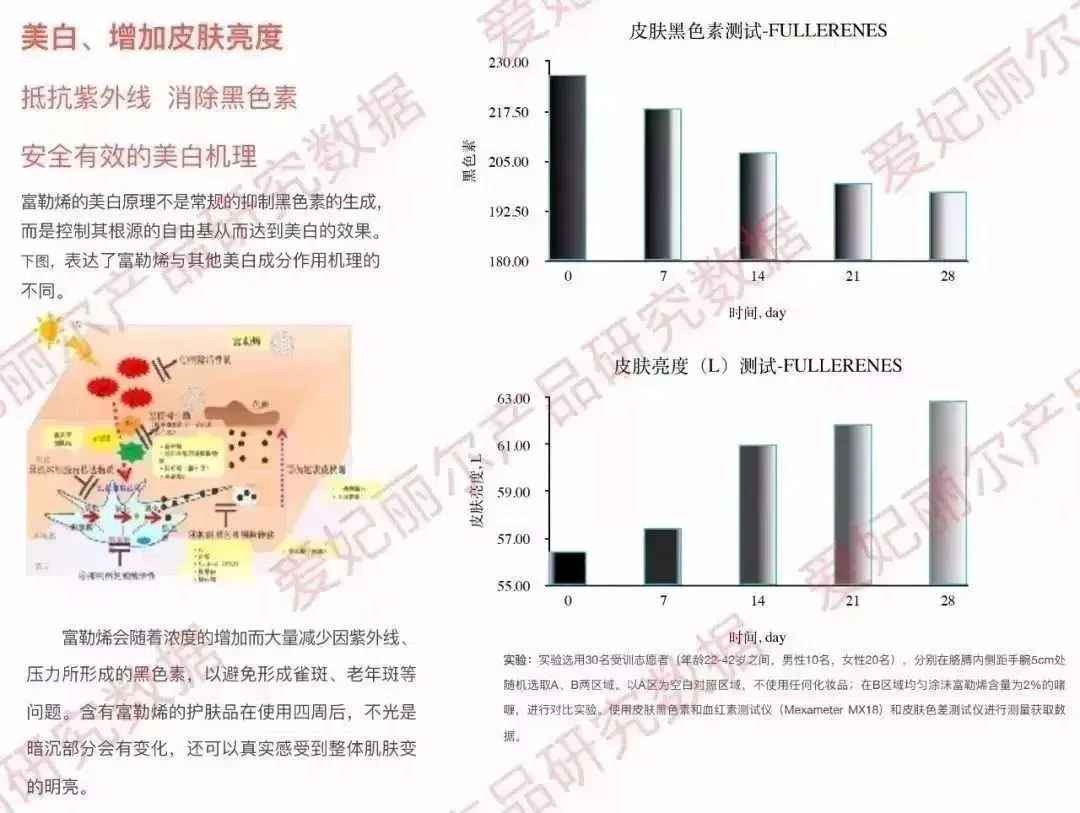 美白、增加皮肤亮度
抵抗紫外线 消除黑色素
安全有效的美白机理
富勒烯的美白原理不是常规的抑制黑色素的生成，
而是控制其根源的自由基从而达到美白的效果。
下图，表达了富勒烯与其他美白成分作用机理的
不同。
富勒烯
富勒烯会随着浓度的增加而大量减少因紫外线、
压力所形成的黑色素，以避免形成雀斑、老年斑等
问题。含有富勒烯的护肤品在使用四周后，不光是
暗沉部分会有变化，还可以真实感受到整体肌肤变
的明亮。
皮肤黑色素测试-FULLERENES
黑色素
230.00
217.50
205.00
192.50
180.00
0 7 14 21 28
时间, day
皮肤亮度（L）测试-FULLERENES
皮肤亮度, L
63.00
61.00
59.00
57.00
55.00
0 7 14 21 28
时间, day
实验：实验选用30名受训志愿者（年龄22-42岁之间，男性10名，女性20名），分别在胳膊内侧距手腕5cm处
随机选取A、B两区域。以A区为空白对照区域，不使用任何化妆品；在B区域均匀涂沫富勒烯含量为2%的啫
喱，进行对比实验。使用皮肤黑色素和血红素测试仪（Mexameter MX18）和皮肤色差测试仪进行测量获取数
据。
爱妃丽尔产品研究数据